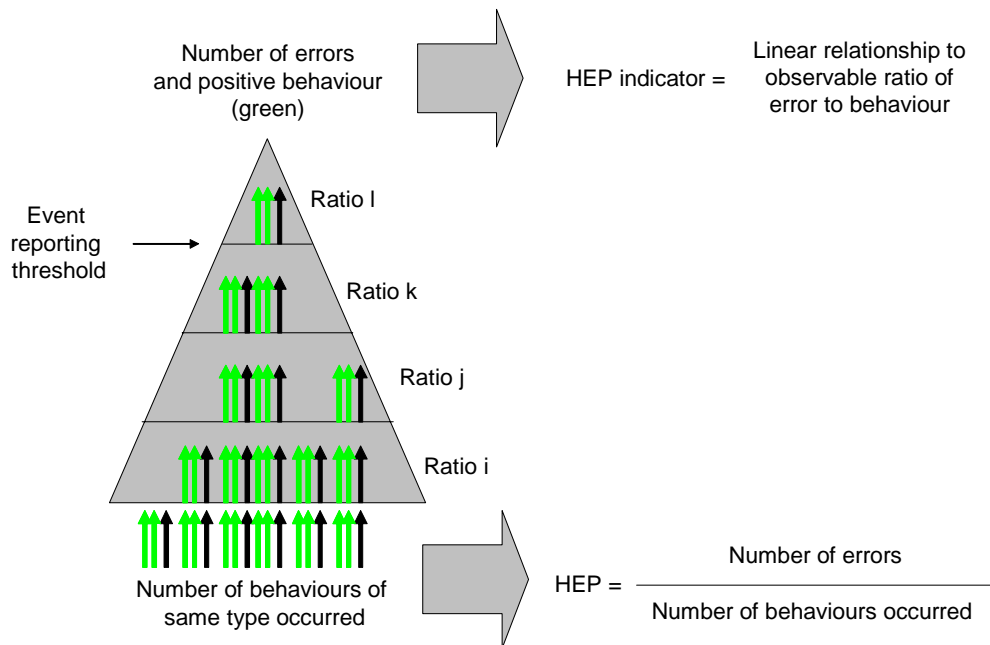 Number of errors
and positive behaviour
(green)
HEP indicator =
Linear relationship to
observable ratio of
error to behaviour
Ratio l
Event
reporting
threshold
Ratio k
Ratio j
Ratio i
Number of behaviours of
same type occurred
HEP =
Number of errors
Number of behaviours occurred